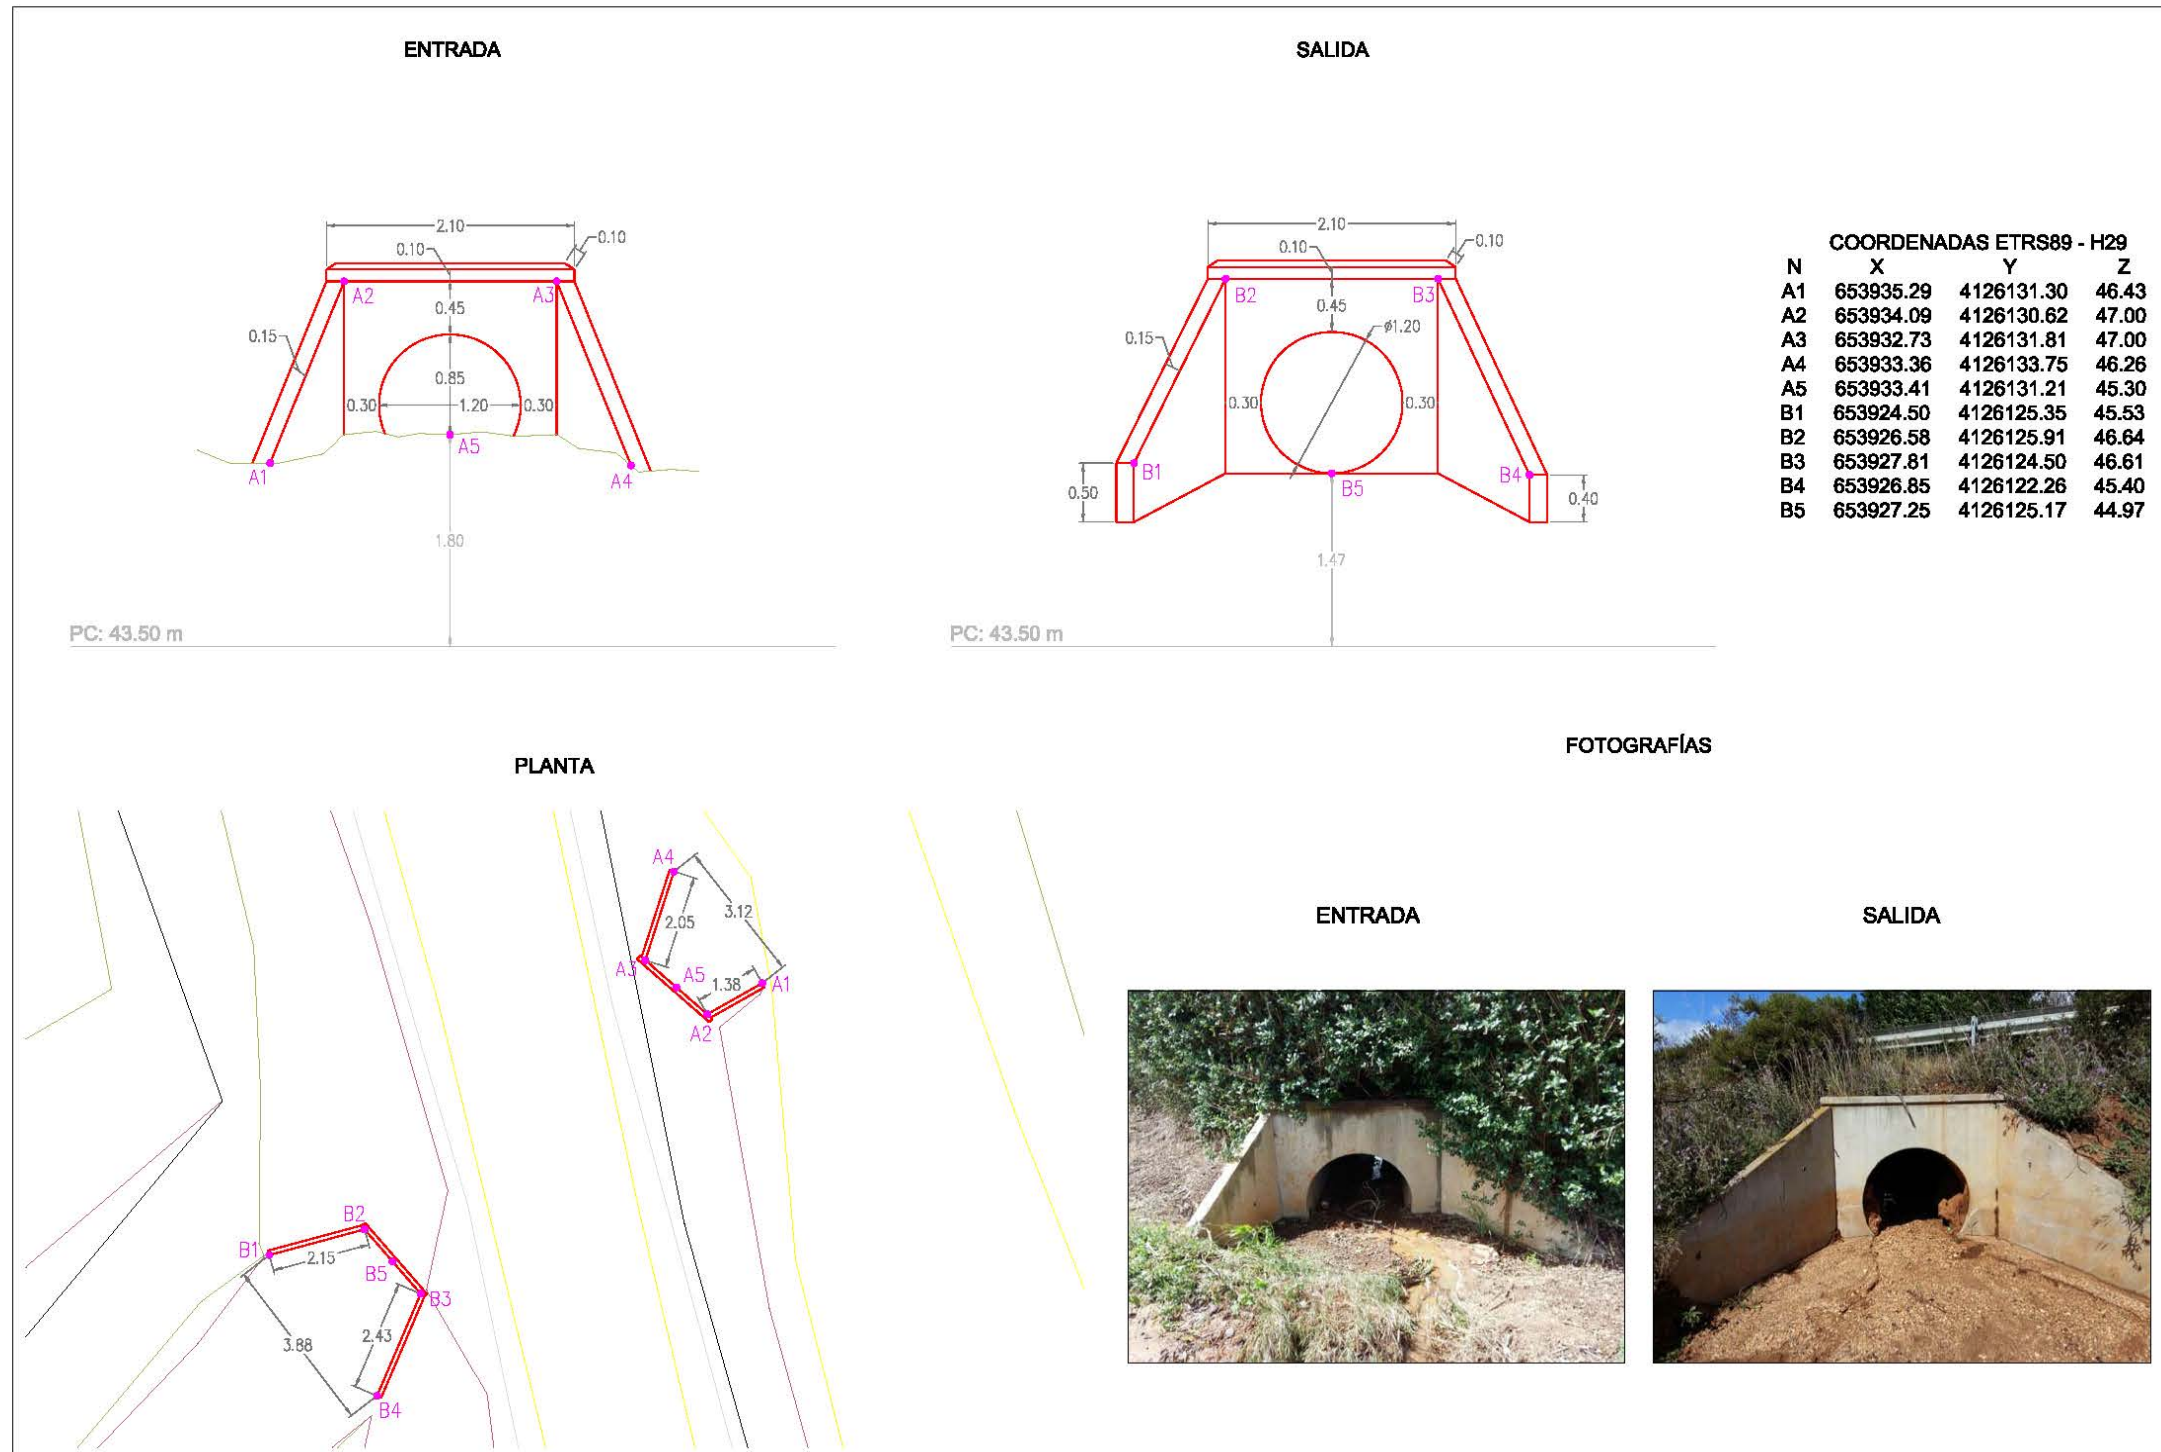 ENTRADA
2.10
0.10
0.10
A2
A3
0.45
0.15
0.85
0.30
1.20
0.30
A5
A1
A4
1.80
PC: 43.50 m
SALIDA
2.10
0.10
0.10
B2
B3
0.45
ø1.20
0.15
0.30
0.30
B1
B4
B5
0.50
0.40
1.47
PC: 43.50 m
COORDENADAS ETRS89 - H29
N X Y Z
A1 653935.29 4126131.30 46.43
A2 653934.09 4126130.62 47.00
A3 653932.73 4126131.81 47.00
A4 653933.36 4126133.75 46.26
A5 653933.41 4126131.21 45.30
B1 653924.50 4126125.35 45.53
B2 653926.58 4126125.91 46.64
B3 653927.81 4126124.50 46.61
B4 653926.85 4126122.26 45.40
B5 653927.25 4126125.17 44.97
PLANTA
A4
3.12
2.05
A3
A5
1.38
A1
A2
B2
B1
2.15
B5
B3
2.43
3.88
B4
FOTOGRAFÍAS
ENTRADA
SALIDA